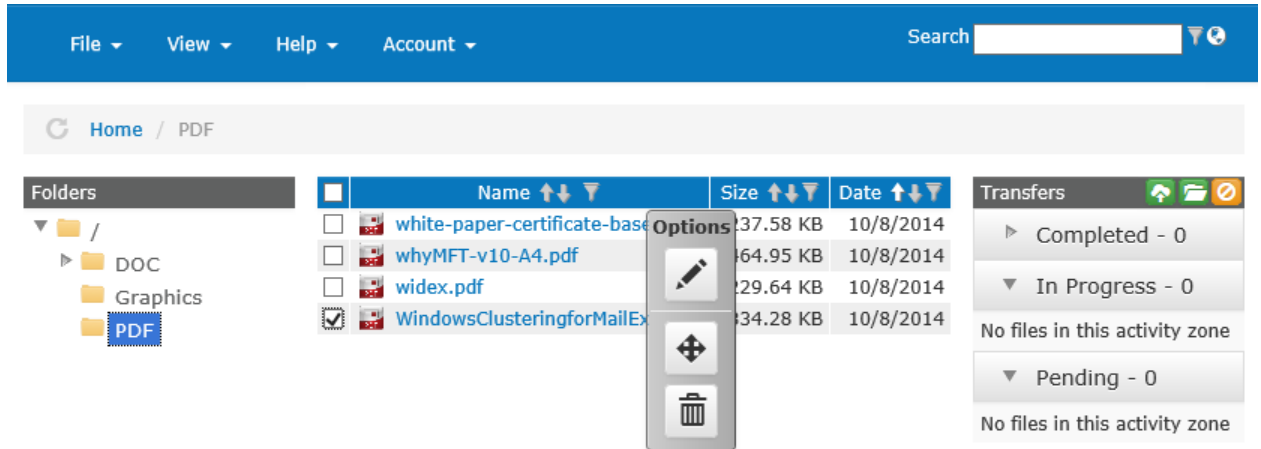 File View Help Account Search
Home / PDF
Folders Name Size Date Transfers
/ white-paper-certificate-base 237.58 KB 10/8/2014 Completed - 0
Options
DOC whyMFT-v10-A4.pdf 464.95 KB 10/8/2014
Graphics widex.pdf 229.64 KB 10/8/2014 In Progress - 0
PDF WindowsClusteringforMailEx 334.28 KB 10/8/2014 No files in this activity zone
Pending - 0
No files in this activity zone